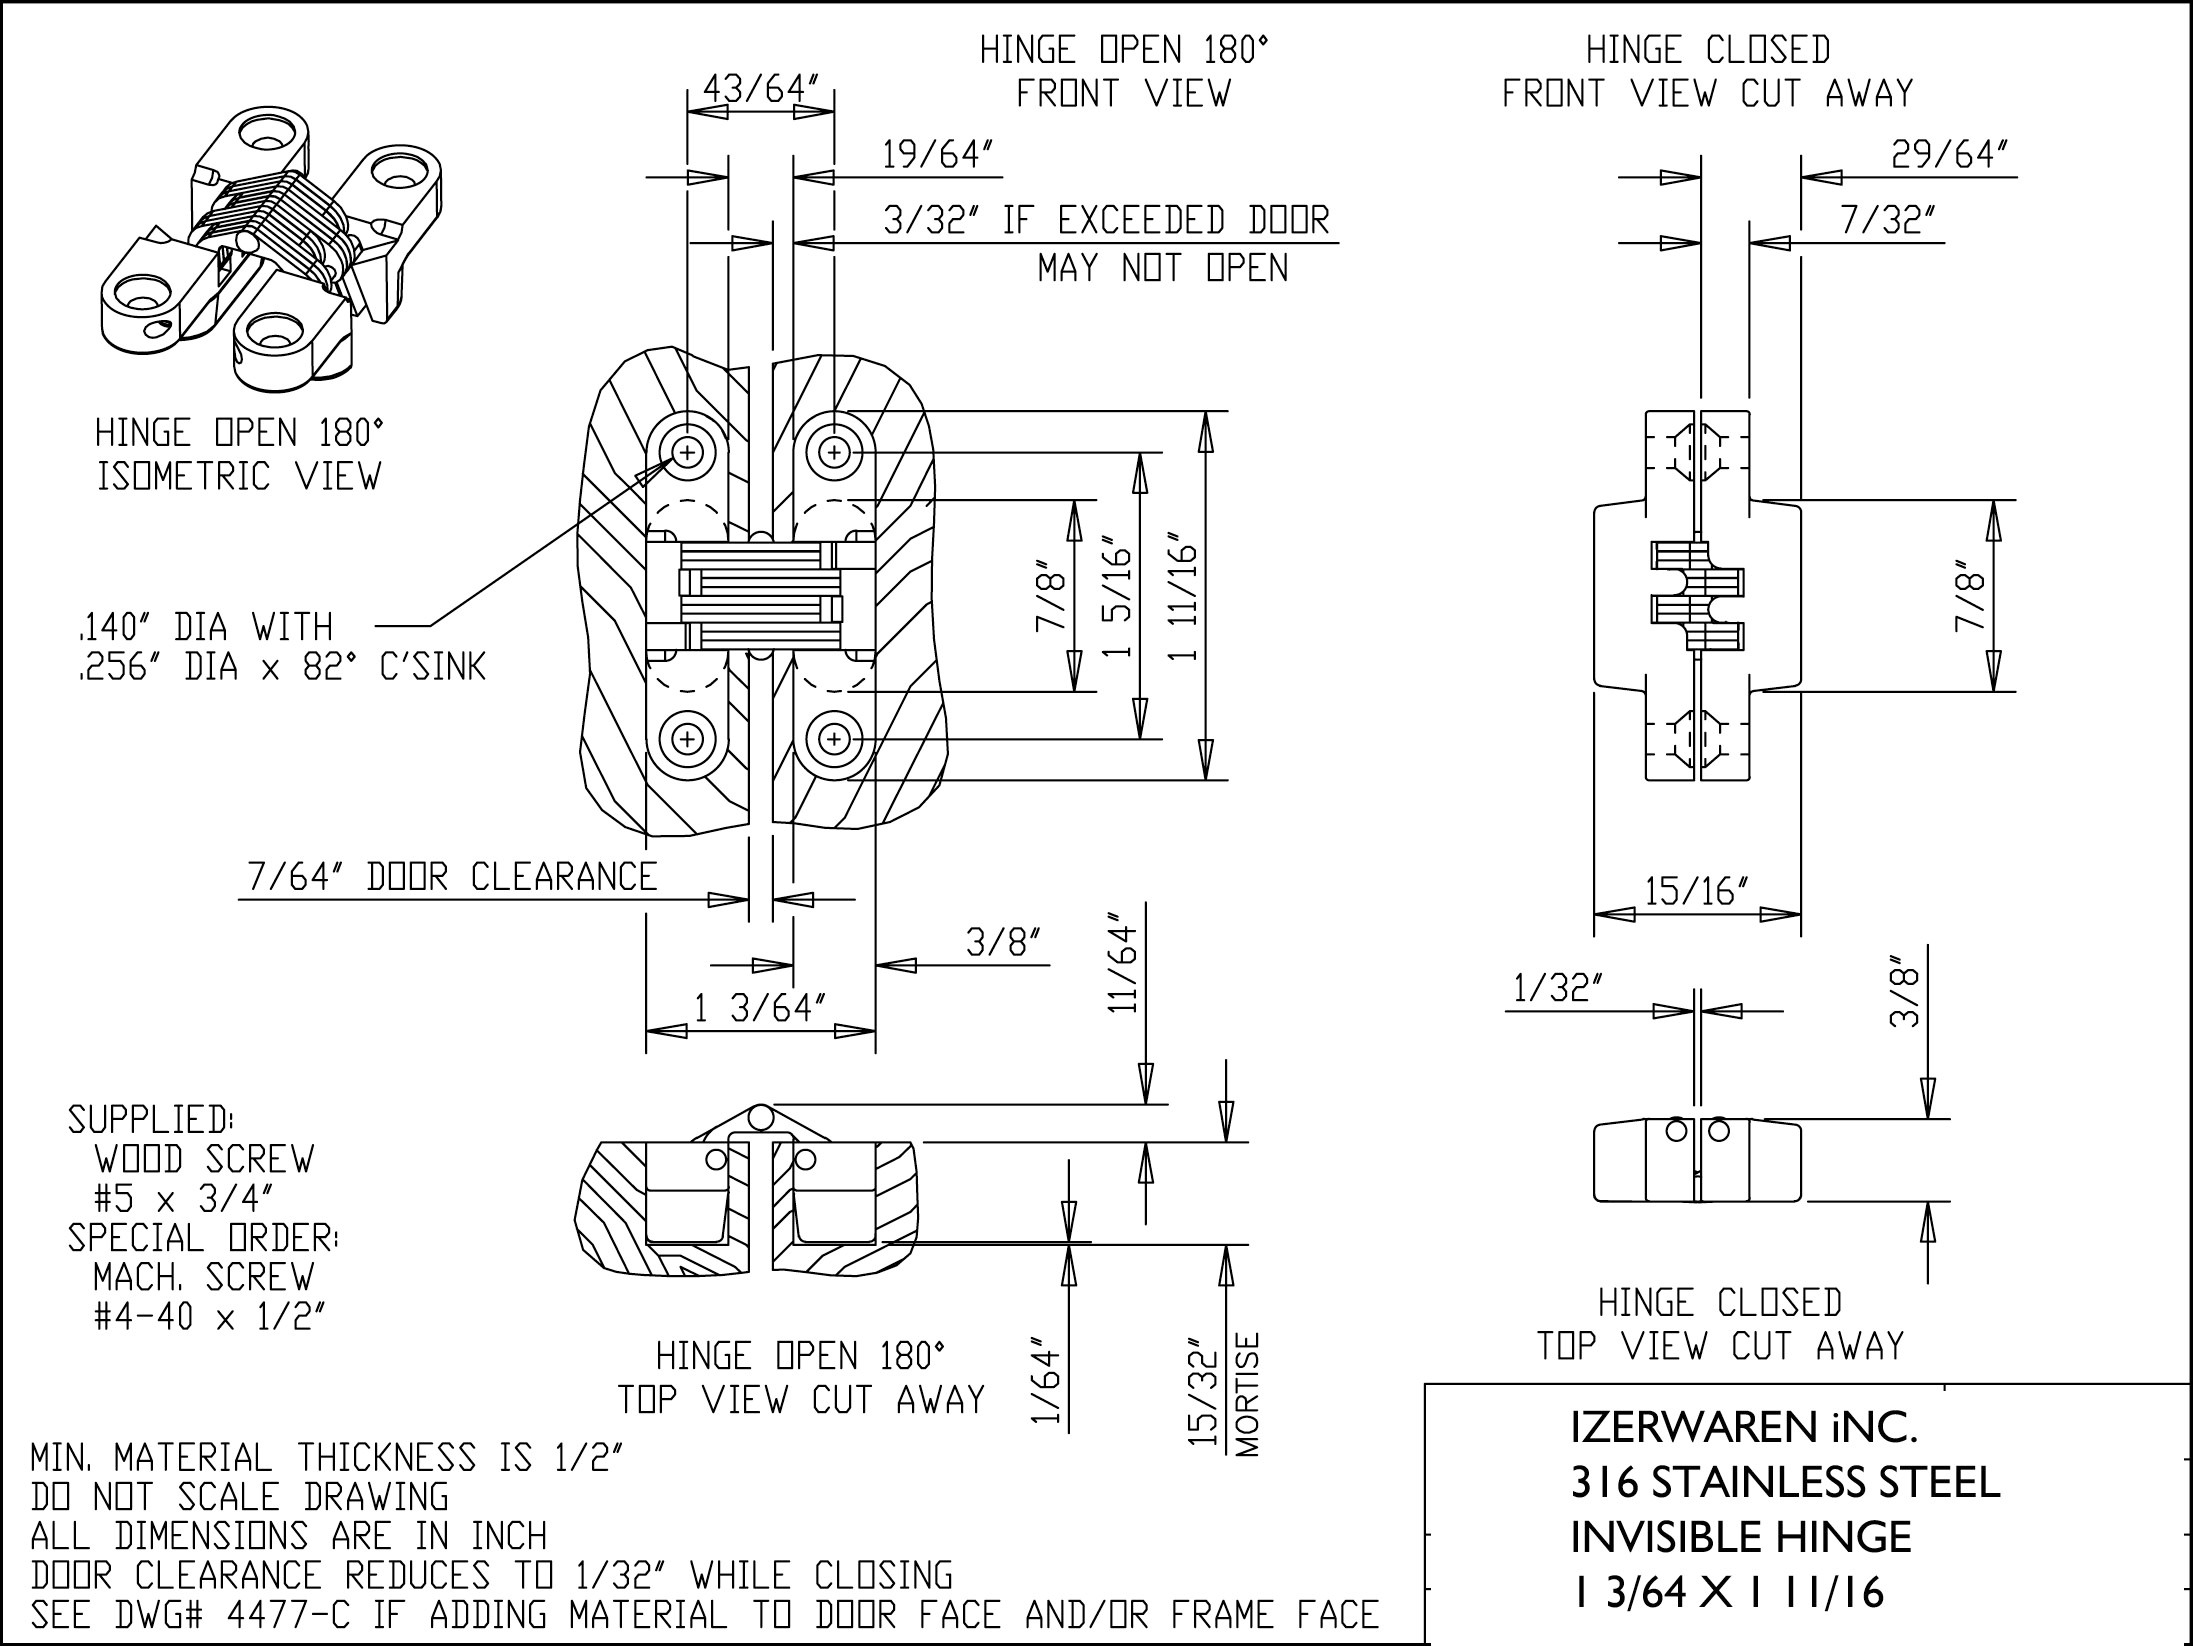 HINGE OPEN 180°
FRONT VIEW
HINGE CLOSED
FRONT VIEW CUT AWAY
43/64"
19/64"
3/32" IF EXCEEDED DOOR
MAY NOT OPEN
29/64"
7/32"
HINGE OPEN 180°
ISOMETRIC VIEW
.140" DIA WITH
.256" DIA x 82° C'SINK
7/8"
1 5/16"
1 11/16"
7/8"
7/64" DOOR CLEARANCE
3/8"
1 3/64"
11/64"
15/16"
1/32"
3/8"
SUPPLIED:
WOOD SCREW
#5 x 3/4"
SPECIAL ORDER:
MACH. SCREW
#4-40 x 1/2"
HINGE OPEN 180°
TOP VIEW CUT AWAY
1/64"
15/32"
MORTISE
HINGE CLOSED
TOP VIEW CUT AWAY
MIN. MATERIAL THICKNESS IS 1/2"
DO NOT SCALE DRAWING
ALL DIMENSIONS ARE IN INCH
DOOR CLEARANCE REDUCES TO 1/32" WHILE CLOSING
SEE DWG# 4477-C IF ADDING MATERIAL TO DOOR FACE AND/OR FRAME FACE
IZERWAREN iNC.
316 STAINLESS STEEL
INVISIBLE HINGE
1 3/64 X 1 11/16